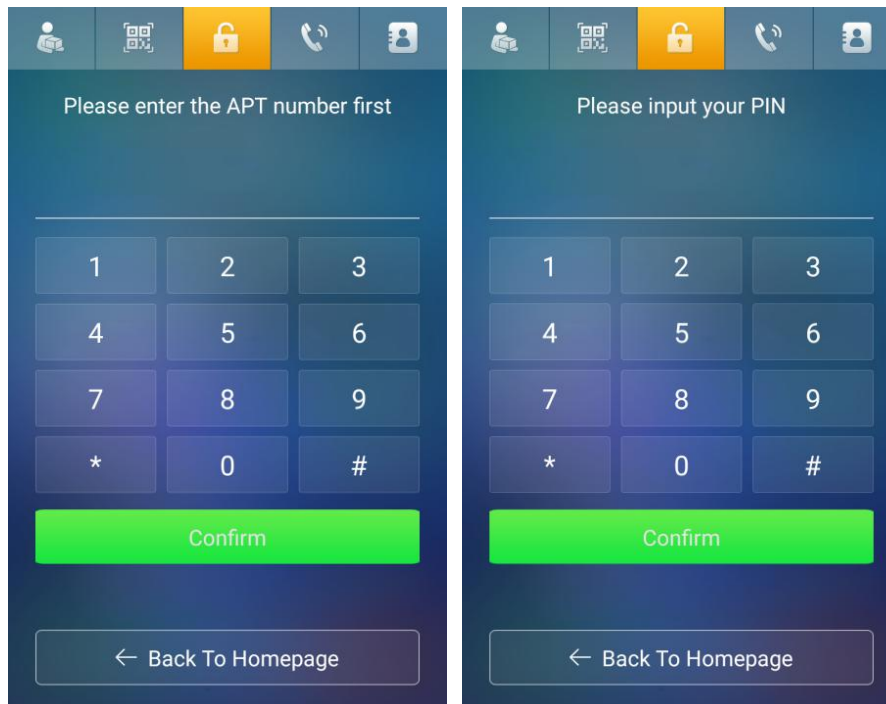 Please enter the APT number first
1 2 3
4 5 6
7 8 9
* 0 #
Confirm
← Back To Homepage
Please input your PIN
1 2 3
4 5 6
7 8 9
* 0 #
Confirm
← Back To Homepage